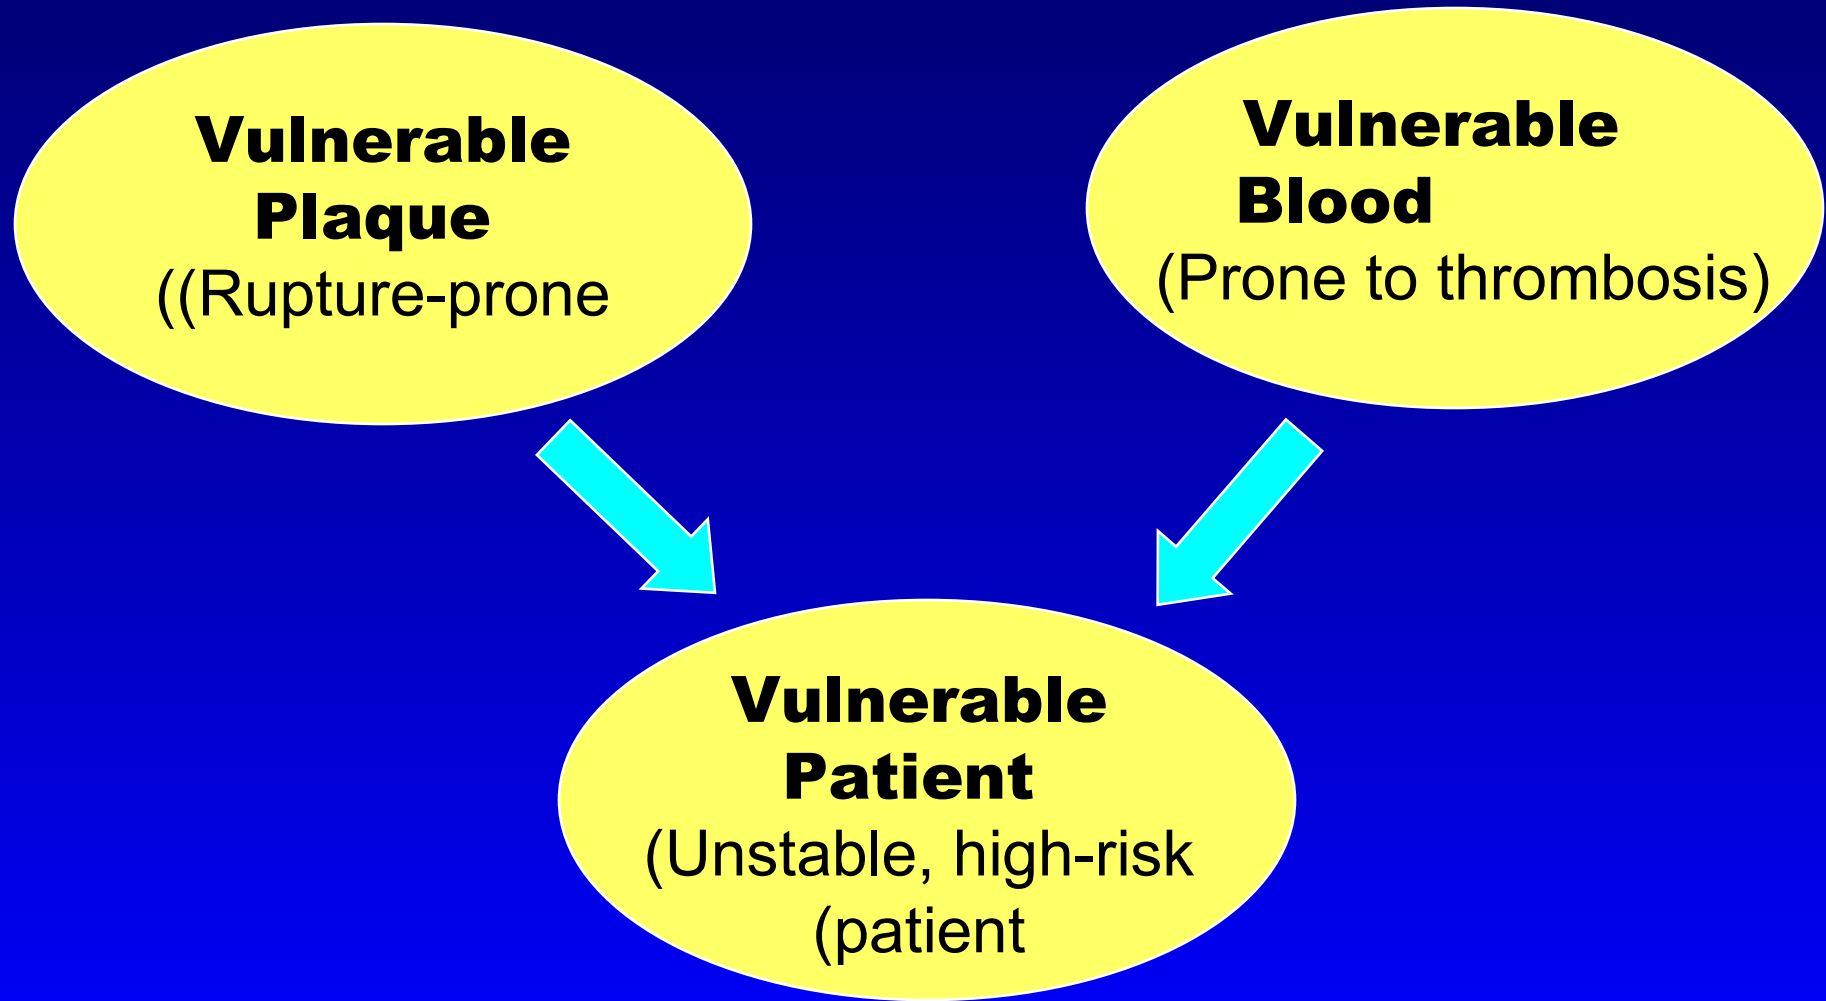 Vulnerable
Plaque
((Rupture-prone
Vulnerable
Blood
(Prone to thrombosis)
Vulnerable
Patient
(Unstable, high-risk
(patient